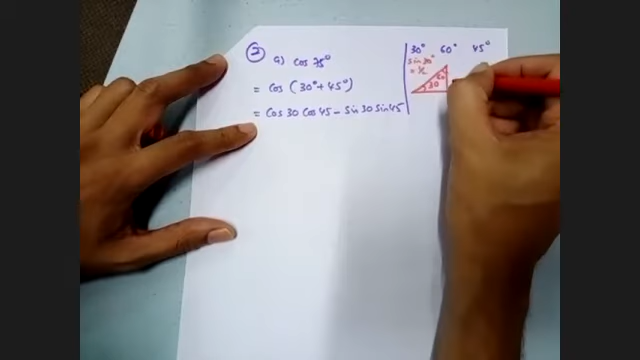 ② a) cos 75°
= cos (30° + 45°)
= Cos 30 Cos 45 - Sin 30 Sin 45
30° 60° 45°
sin 30°
= 1/2
60
30°